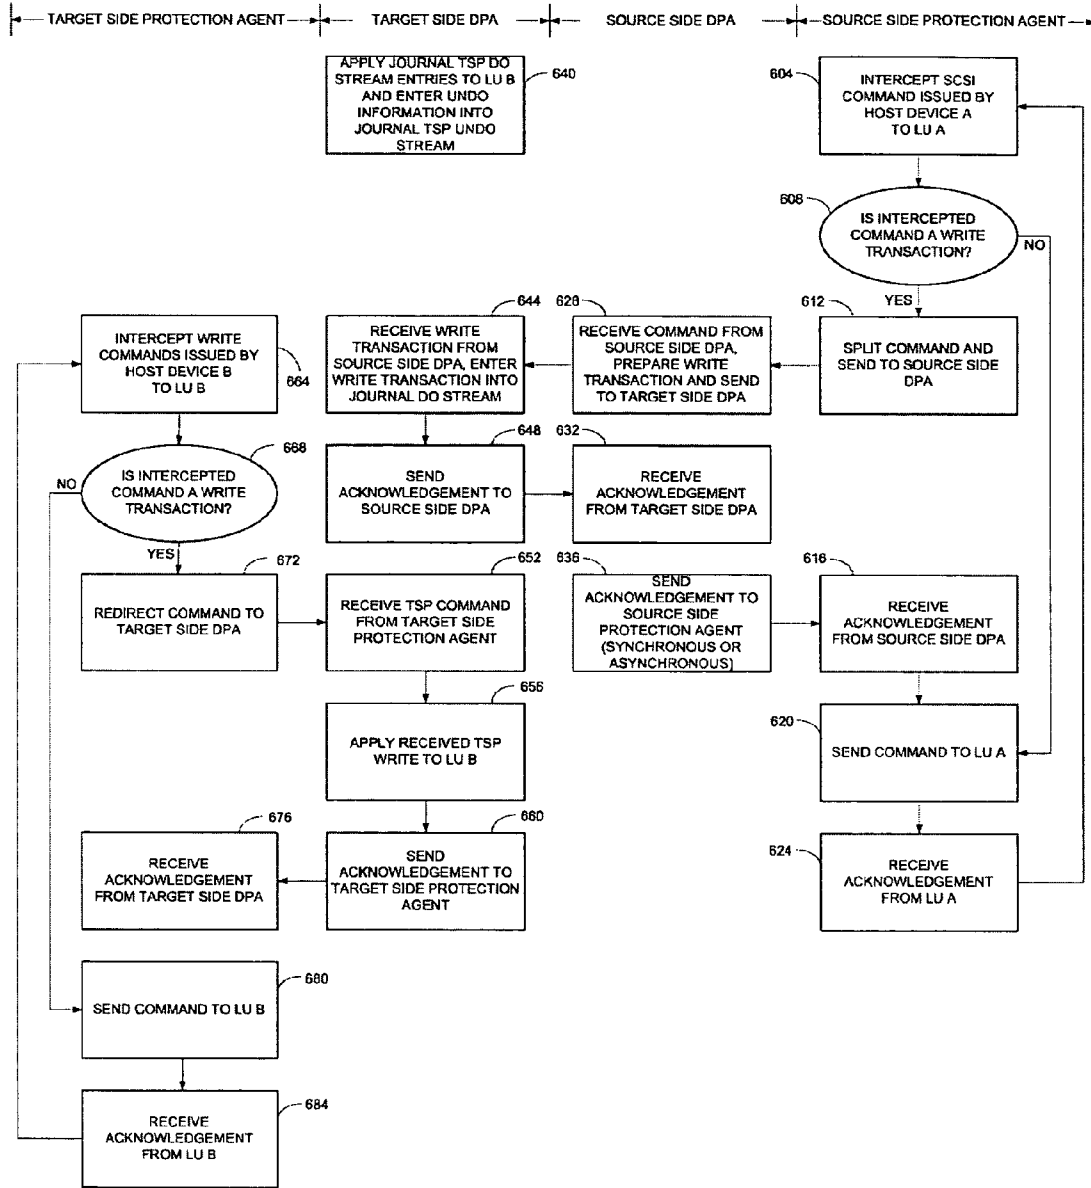 TARGET SIDE PROTECTION AGENT
TARGET SIDE DPA
SOURCE SIDE DPA
SOURCE SIDE PROTECTION AGENT
APPLY JOURNAL TSP DO
STREAM ENTRIES TO LU B
AND ENTER UNDO
INFORMATION INTO
JOURNAL TSP UNDO
STREAM
640
604
INTERCEPT SCSI
COMMAND ISSUED BY
HOST DEVICE A
TO LU A
608
IS INTERCEPTED
COMMAND A WRITE
TRANSACTION?
NO
YES
612
SPLIT COMMAND AND
SEND TO SOURCE SIDE
DPA
628
RECEIVE COMMAND FROM
SOURCE SIDE DPA,
PREPARE WRITE
TRANSACTION AND SEND
TO TARGET SIDE DPA
644
RECEIVE WRITE
TRANSACTION FROM
SOURCE SIDE DPA, ENTER
WRITE TRANSACTION INTO
JOURNAL DO STREAM
INTERCEPT WRITE
COMMANDS ISSUED BY
HOST DEVICE B
TO LU B
664
668
IS INTERCEPTED
COMMAND A WRITE
TRANSACTION?
NO
YES
648
SEND
ACKNOWLEDGEMENT TO
SOURCE SIDE DPA
632
RECEIVE
ACKNOWLEDGEMENT
FROM TARGET SIDE DPA
672
REDIRECT COMMAND TO
TARGET SIDE DPA
652
RECEIVE TSP COMMAND
FROM TARGET SIDE
PROTECTION AGENT
636
SEND
ACKNOWLEDGEMENT TO
SOURCE SIDE
PROTECTION AGENT
(SYNCHRONOUS OR
ASYNCHRONOUS)
616
RECEIVE
ACKNOWLEDGEMENT
FROM SOURCE SIDE DPA
656
APPLY RECEIVED TSP
WRITE TO LU B
620
SEND COMMAND TO LU A
676
RECEIVE
ACKNOWLEDGEMENT
FROM TARGET SIDE DPA
660
SEND
ACKNOWLEDGEMENT TO
TARGET SIDE PROTECTION
AGENT
624
RECEIVE
ACKNOWLEDGEMENT
FROM LU A
680
SEND COMMAND TO LU B
684
RECEIVE
ACKNOWLEDGEMENT
FROM LU B